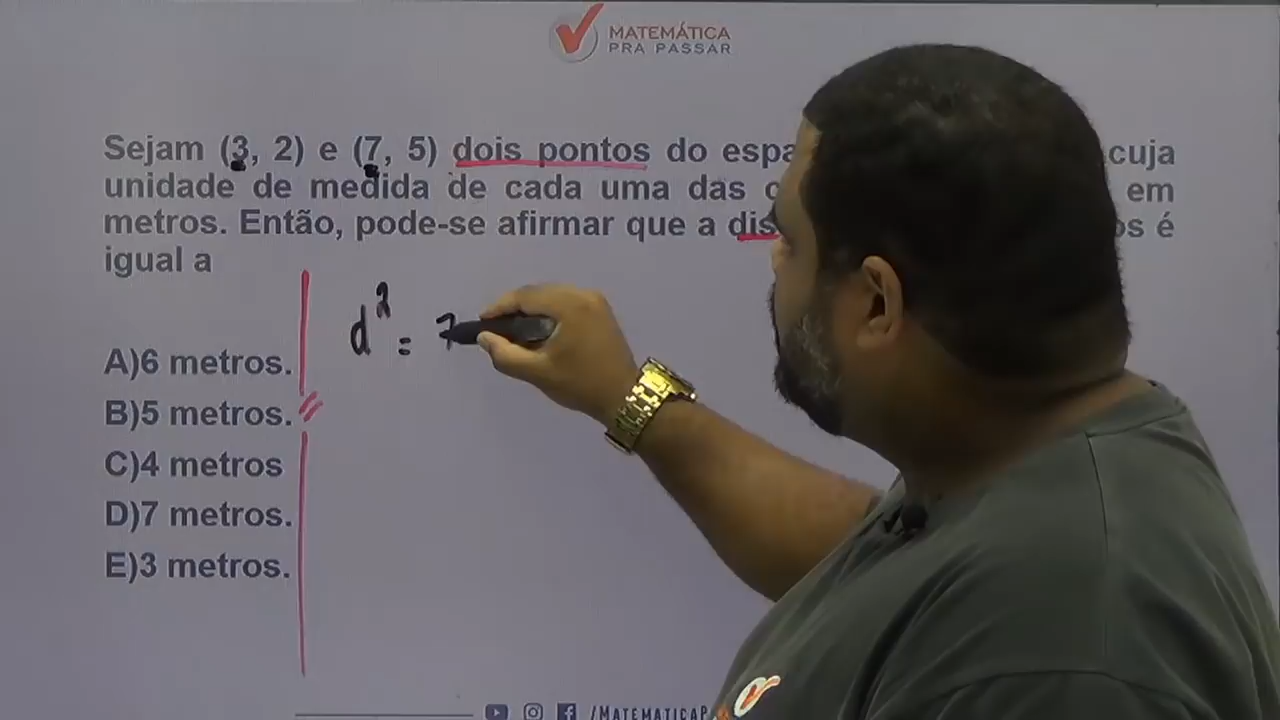 MATEMÁTICA
PRA PASSAR
Sejam (3, 2) e (7, 5) dois pontos do espa cuja
unidade de medida de cada uma das c em
metros. Então, pode-se afirmar que a dis os é
igual a
d² = 7
A)6 metros.
B)5 metros.
C)4 metros
D)7 metros.
E)3 metros.
/MATEMATICAP